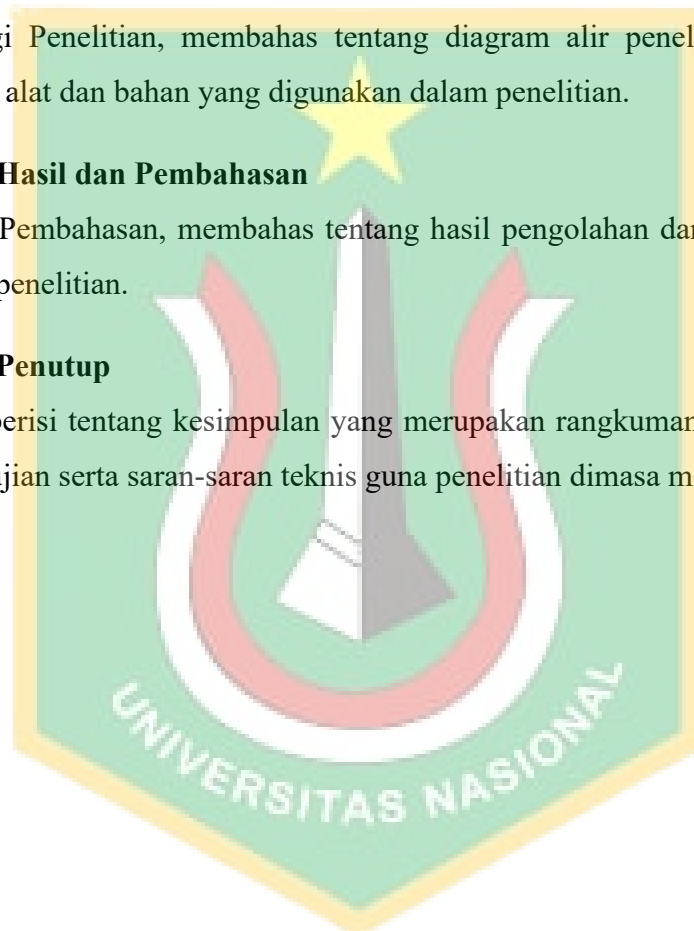 gi Penelitian, membahas tentang diagram alir penel
alat dan bahan yang digunakan dalam penelitian.
Hasil dan Pembahasan
Pembahasan, membahas tentang hasil pengolahan dan
penelitian.
Penutup
berisi tentang kesimpulan yang merupakan rangkuman
jian serta saran-saran teknis guna penelitian dimasa m
UNIVERSITAS NASIONAL